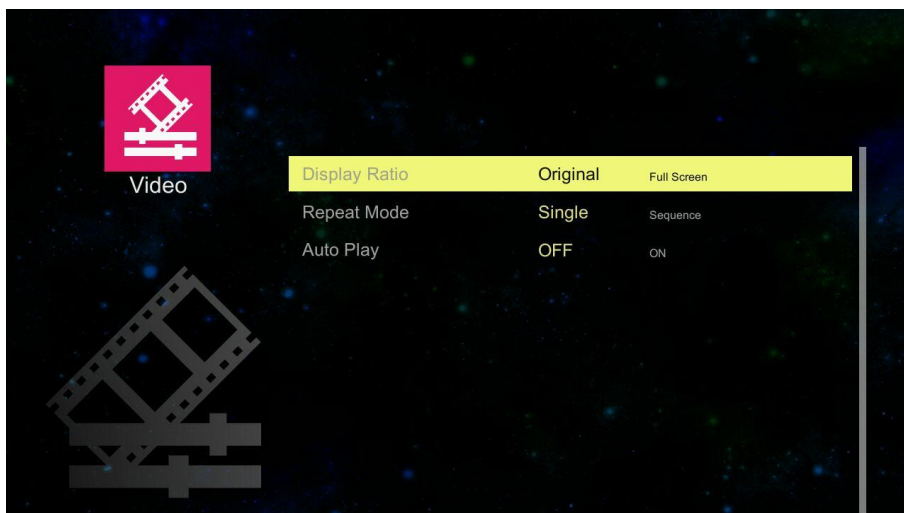 Video
Display Ratio Original Full Screen
Repeat Mode Single Sequence
Auto Play OFF ON